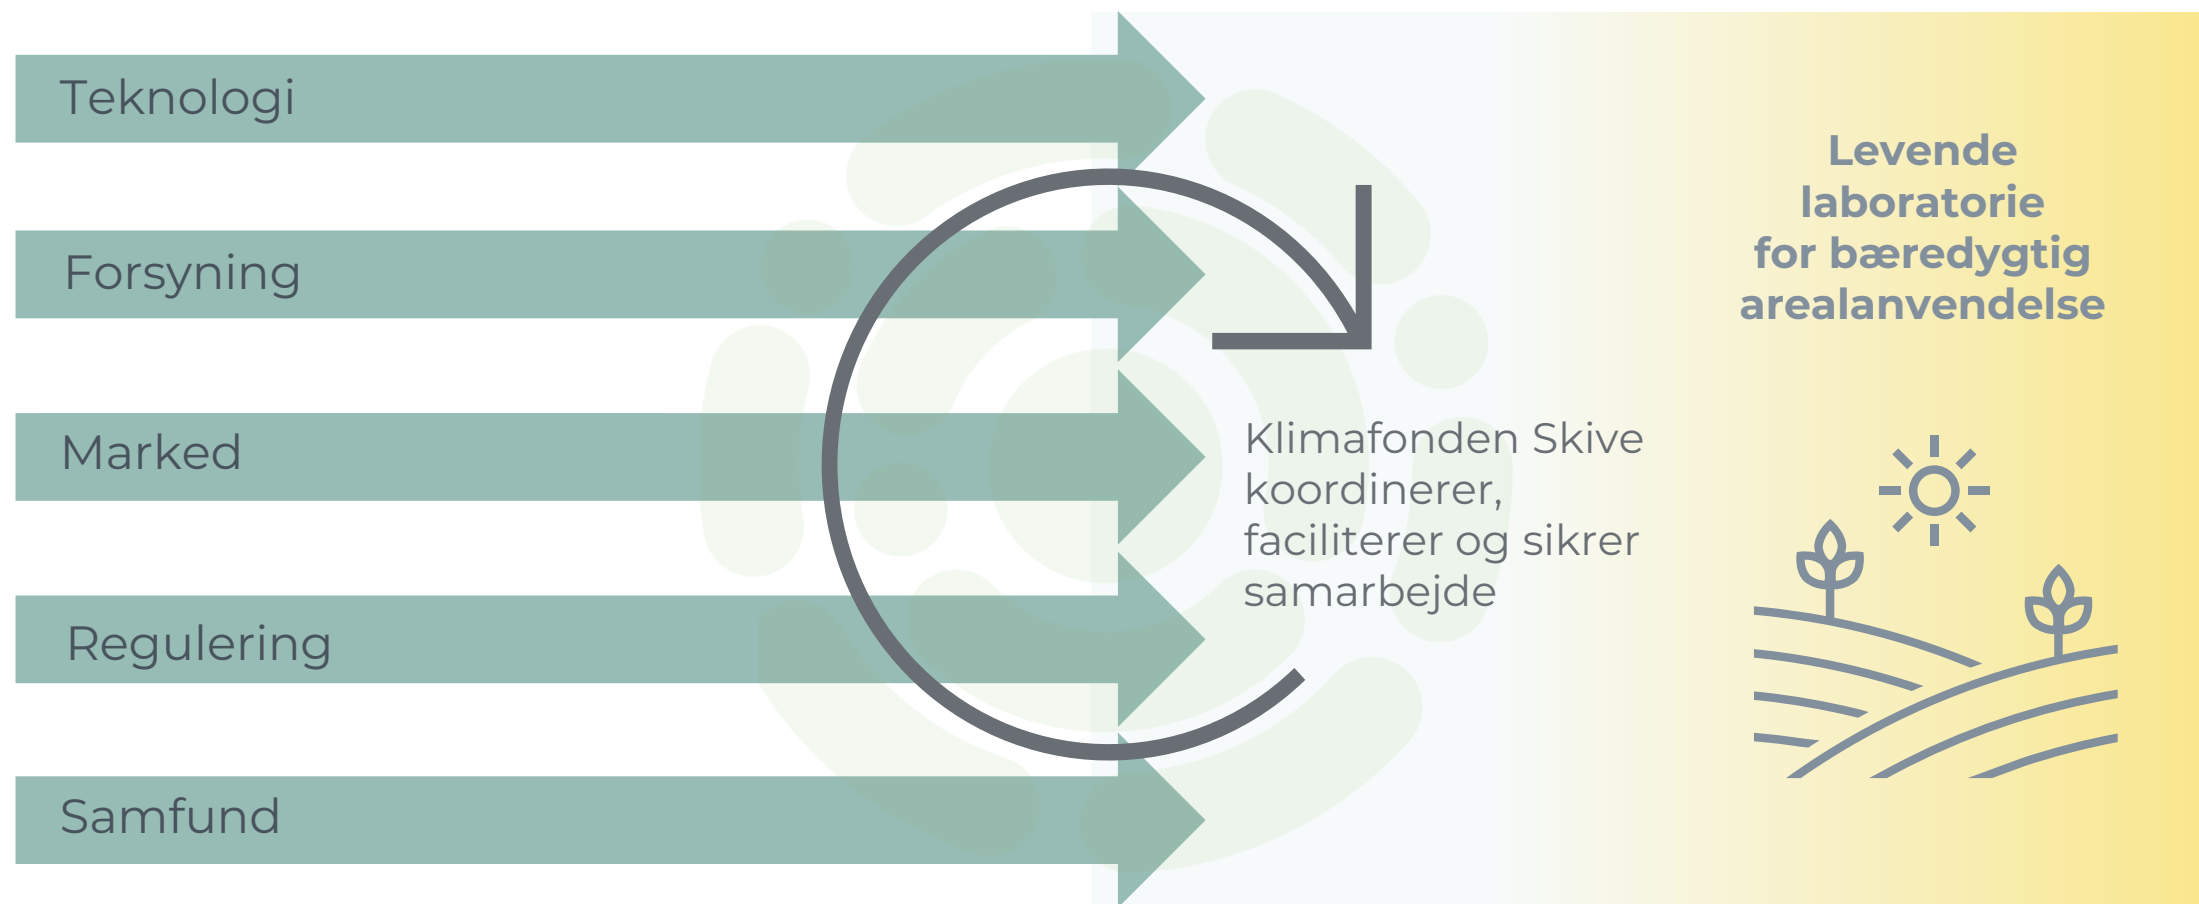 Teknologi
Forsyning
Marked
Regulering
Samfund
Klimafonden Skive
koordinerer,
faciliterer og sikrer
samarbejde
Levende
laboratorie
for bæredygtig
arealanvendelse